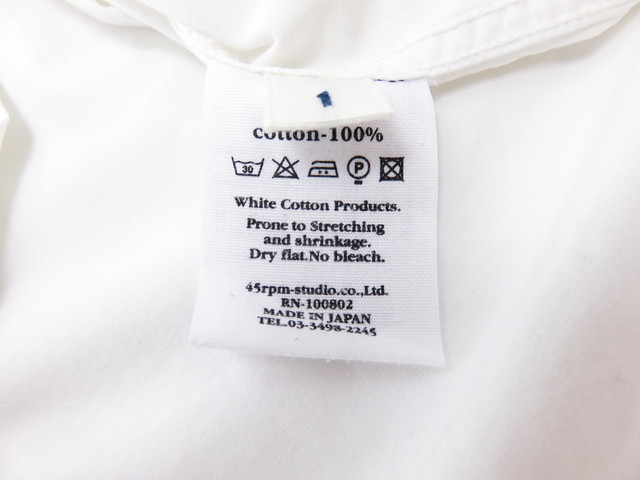 1
cotton-100%
30 P
White Cotton Products.
Prone to Stretching
and shrinkage.
Dry flat.No bleach.
45rpm-studio.co.,Ltd.
RN-100802
MADE IN JAPAN
TEL.03-3498-2245